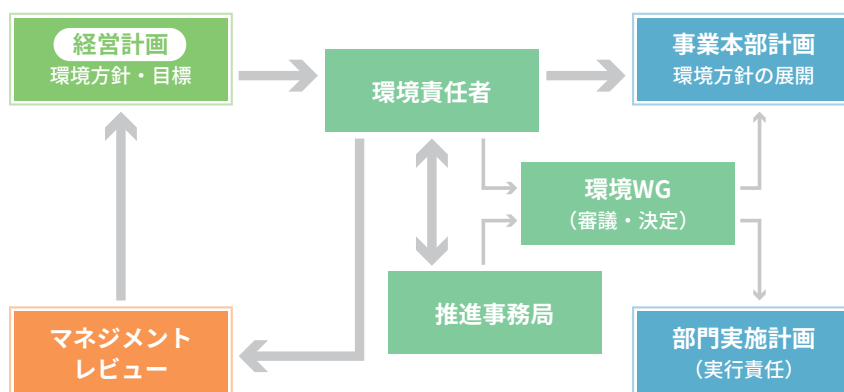 経営計画
環境方針・目標
環境責任者
事業本部計画
環境方針の展開
環境WG
（審議・決定）
推進事務局
マネジメント
レビュー
部門実施計画
（実行責任）